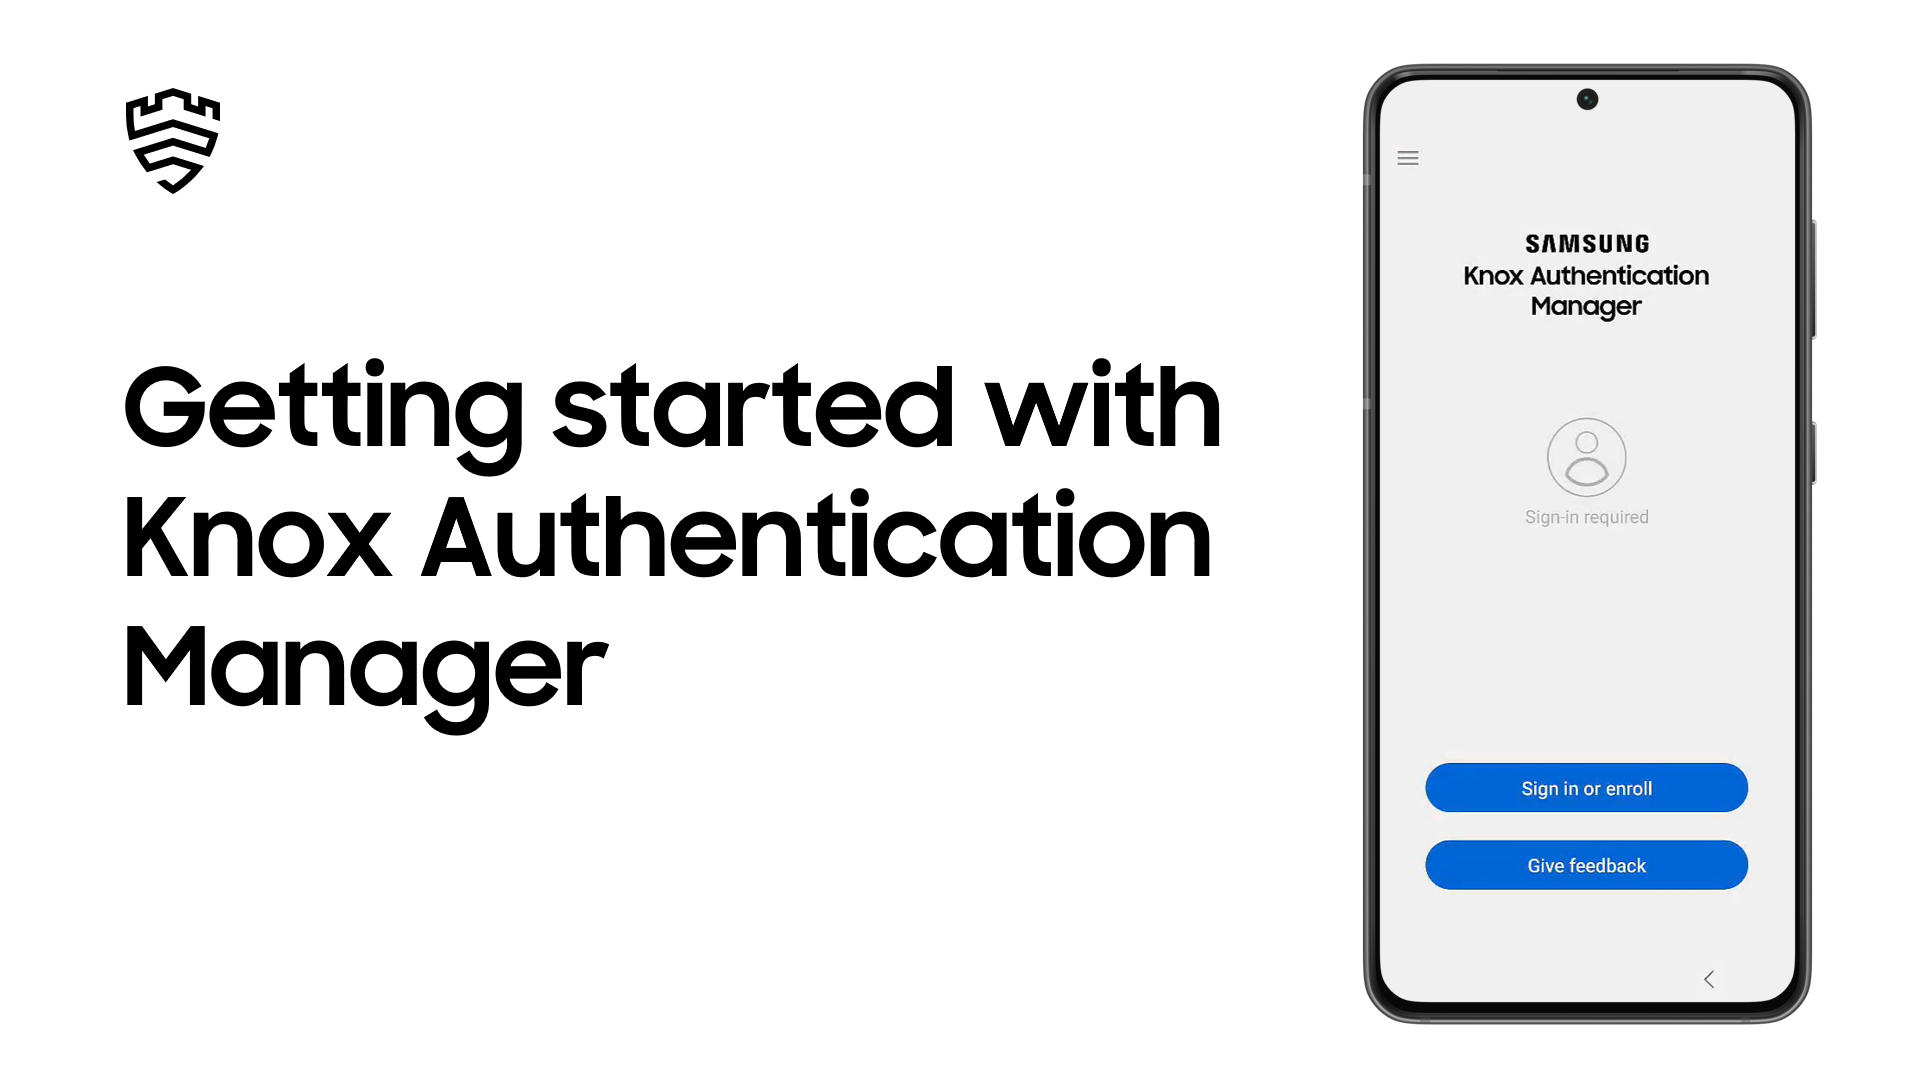 Getting started with
Knox Authentication
Manager
SAMSUNG
Knox Authentication
Manager
Sign-in required
Sign in or enroll
Give feedback